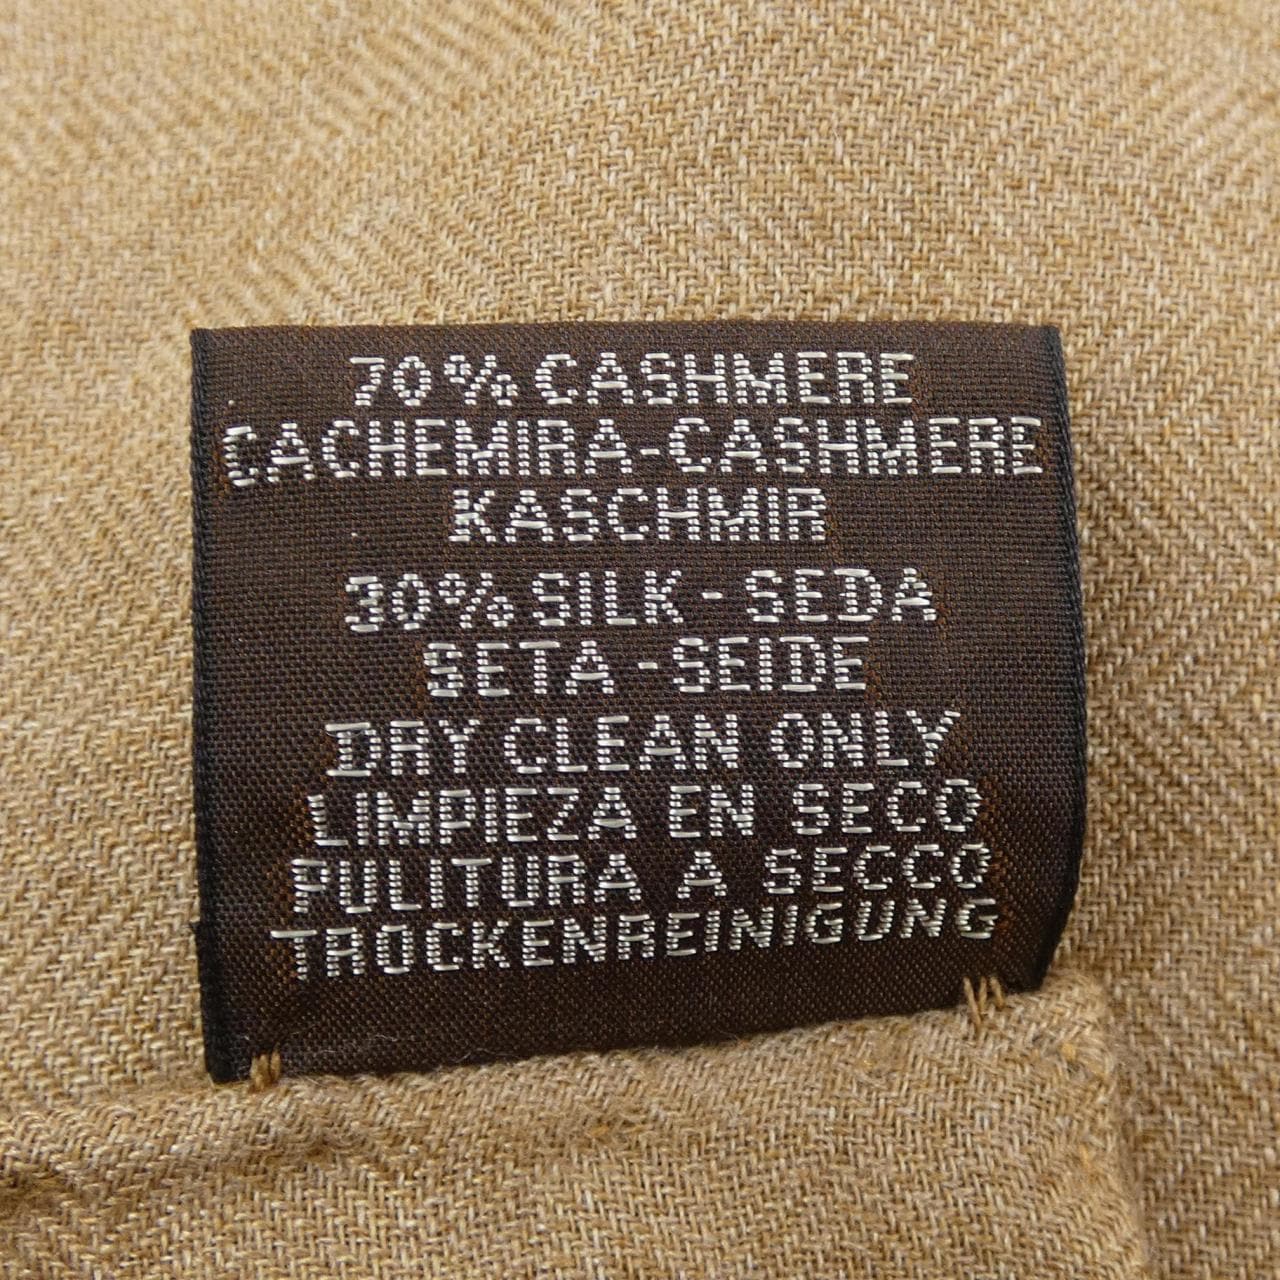 70% CASHMERE
CACHEMIRA-CASHMERE
KASCHMIR
30% SILK - SEDA
SETA - SEIDE
DRY CLEAN ONLY
LIMPIEZA EN SECO
PULITURA A SECCO
TROCKENREINIGUNG